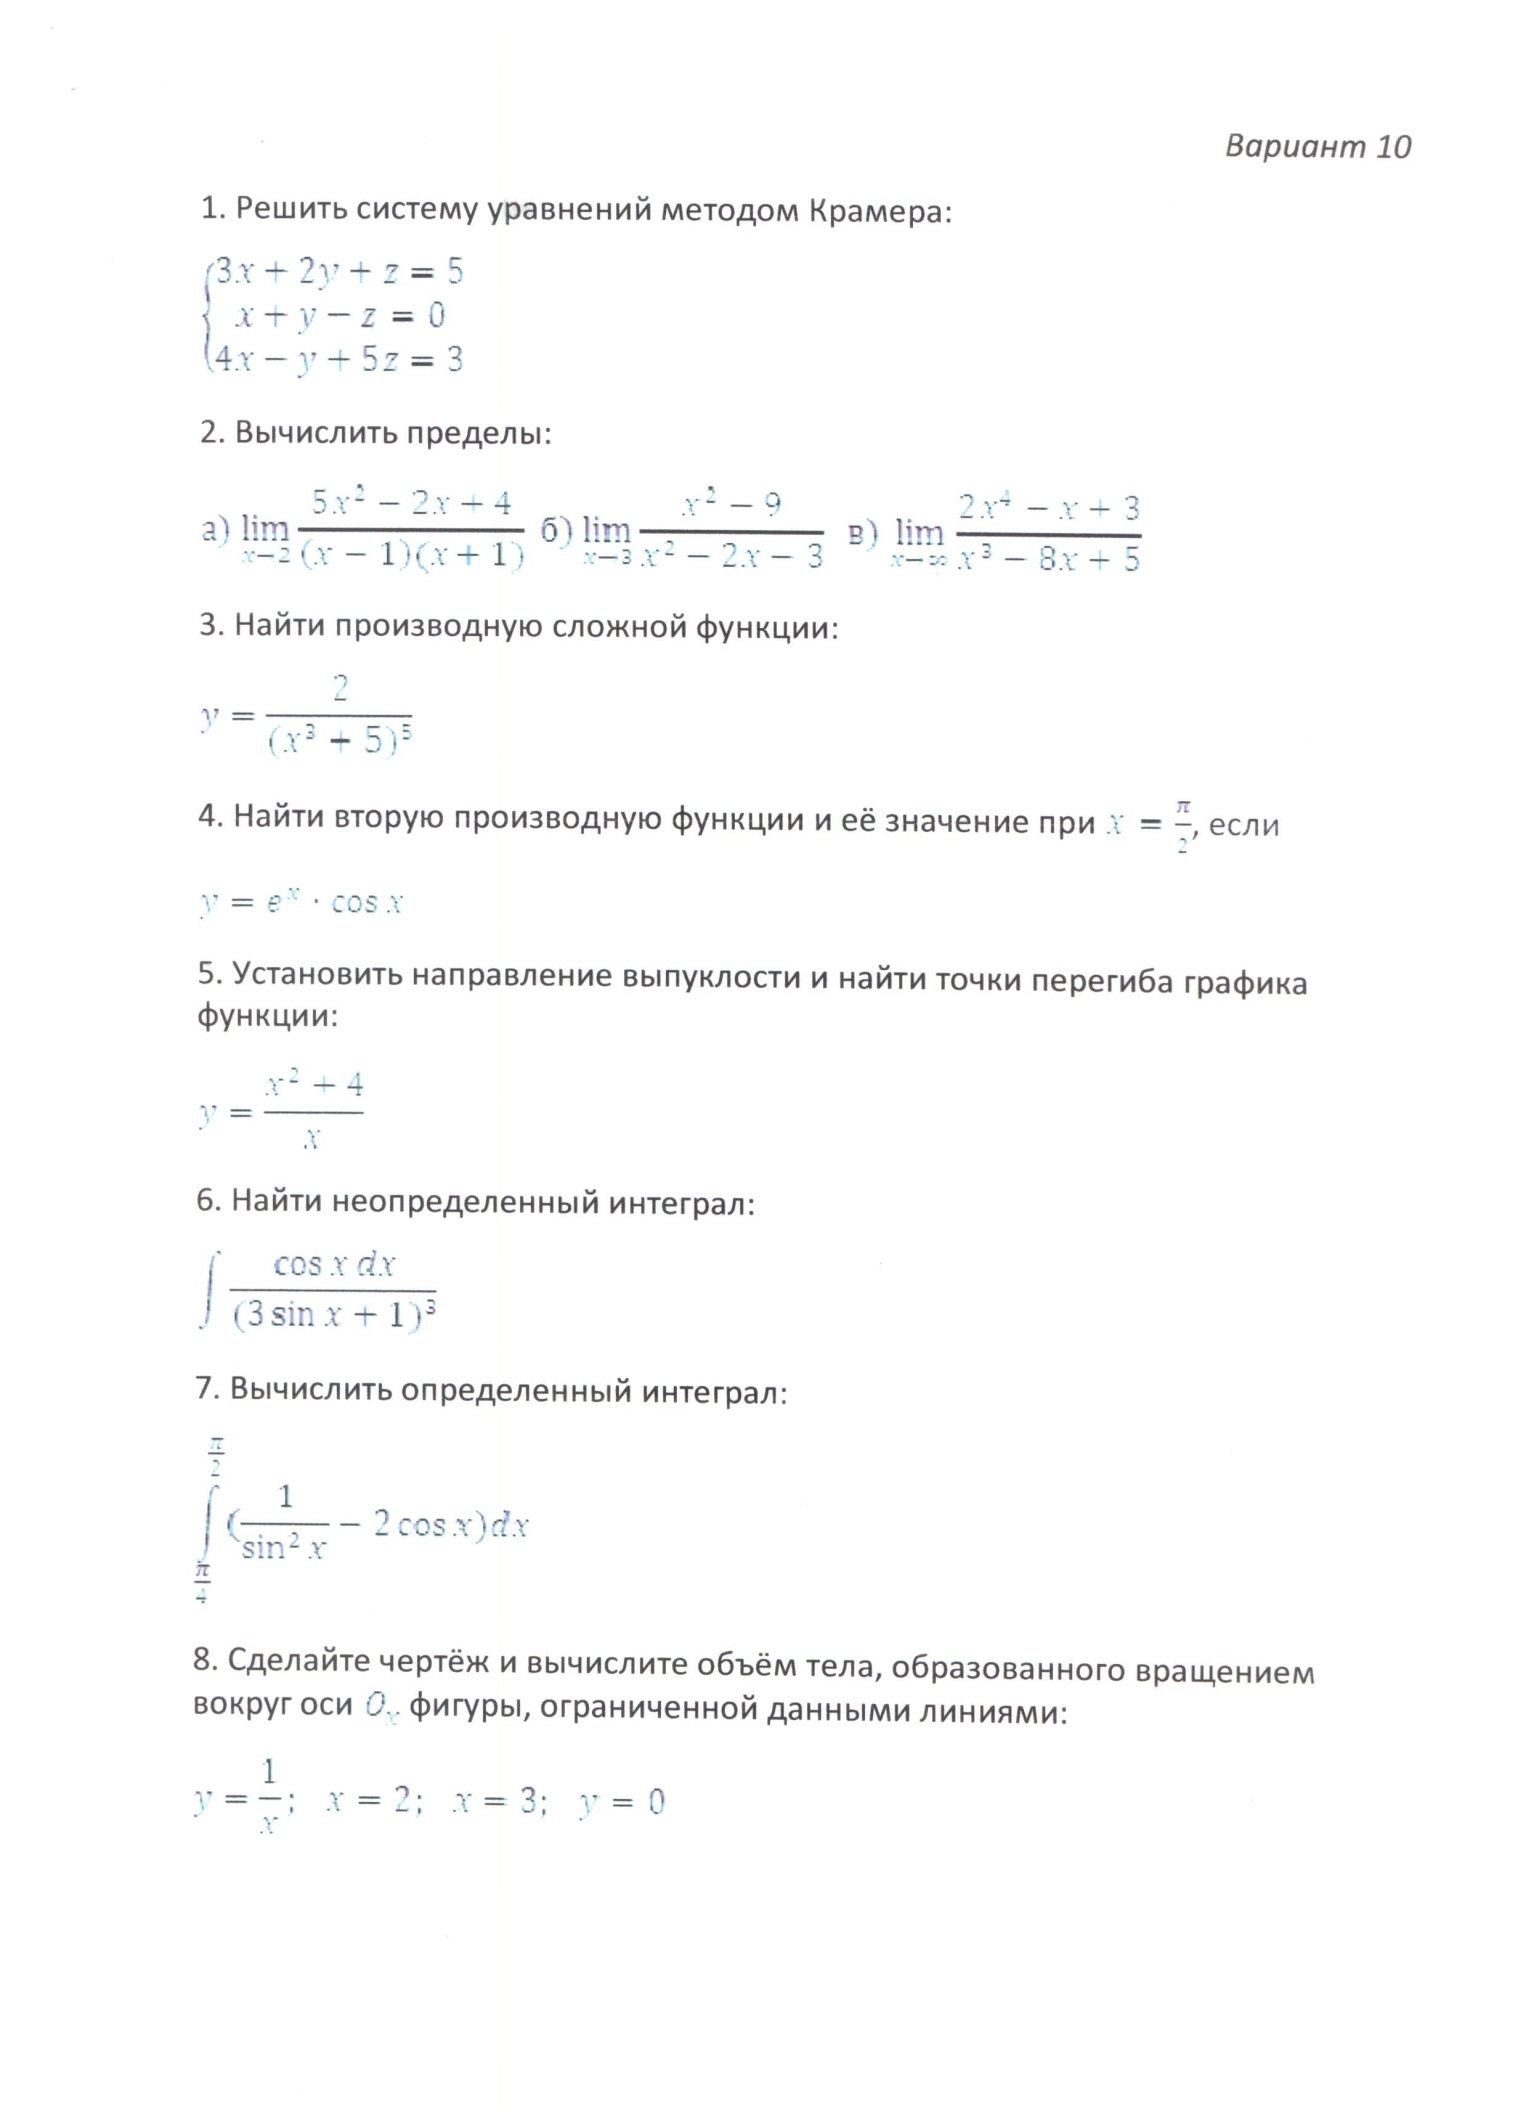 Вариант 10
1. Решить систему уравнений методом Крамера:
3x + 2y + z = 5
x + y − z = 0
4x − y + 5z = 3
2. Вычислить пределы:
а) lim x→2 (5x² − 2x + 4)/((x − 1)(x + 1)) б) lim x→3 (x² − 9)/(x² − 2x − 3) в) lim x→∞ (2x⁴ − x + 3)/(x³ − 8x + 5)
3. Найти производную сложной функции:
y = 2/(x³ + 5)⁵
4. Найти вторую производную функции и её значение при x = π/2, если
y = eˣ · cos x
5. Установить направление выпуклости и найти точки перегиба графика
функции:
y = (x² + 4)/x
6. Найти неопределенный интеграл:
∫ cos x dx/(3 sin x + 1)³
7. Вычислить определенный интеграл:
∫ π/4 π/2 (1/sin² x − 2 cos x)dx
8. Сделайте чертёж и вычислите объём тела, образованного вращением
вокруг оси Oₓ фигуры, ограниченной данными линиями:
y = 1/x; x = 2; x = 3; y = 0